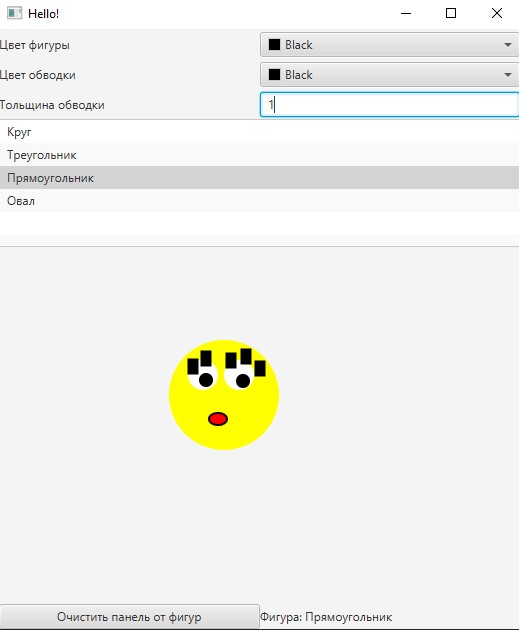 Hello!
Цвет фигуры Black
Цвет обводки Black
Толщина обводки 1
Круг
Треугольник
Прямоугольник
Овал
Очистить панель от фигур Фигура: Прямоугольник